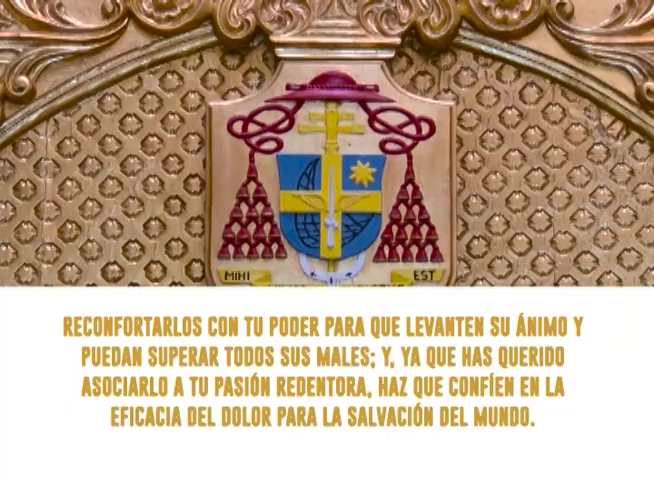 MIHI EST
RECONFORTARLOS CON TU PODER PARA QUE LEVANTEN SU ÁNIMO Y
PUEDAN SUPERAR TODOS SUS MALES; Y, YA QUE HAS QUERIDO
ASOCIARLO A TU PASIÓN REDENTORA, HAZ QUE CONFÍEN EN LA
EFICACIA DEL DOLOR PARA LA SALVACIÓN DEL MUNDO.